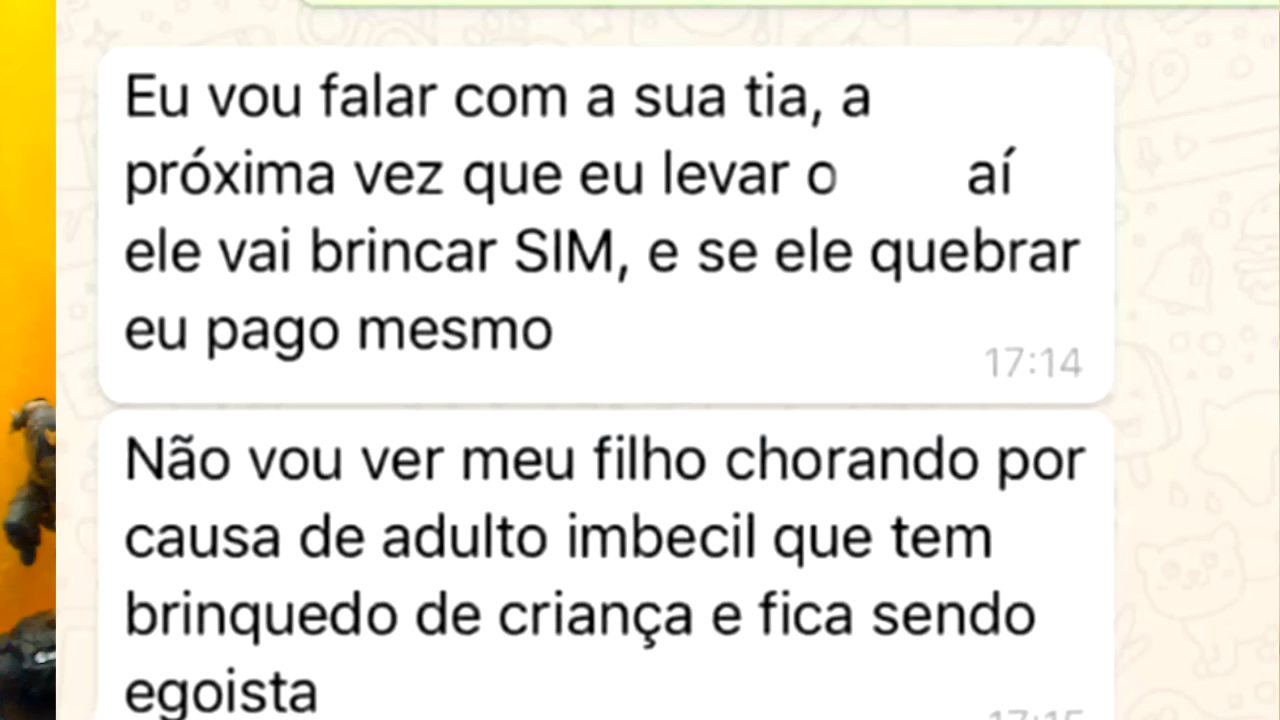 Eu vou falar com a sua tia, a
próxima vez que eu levar o aí
ele vai brincar SIM, e se ele quebrar
eu pago mesmo
17:14
Não vou ver meu filho chorando por
causa de adulto imbecil que tem
brinquedo de criança e fica sendo
egoista
17:15